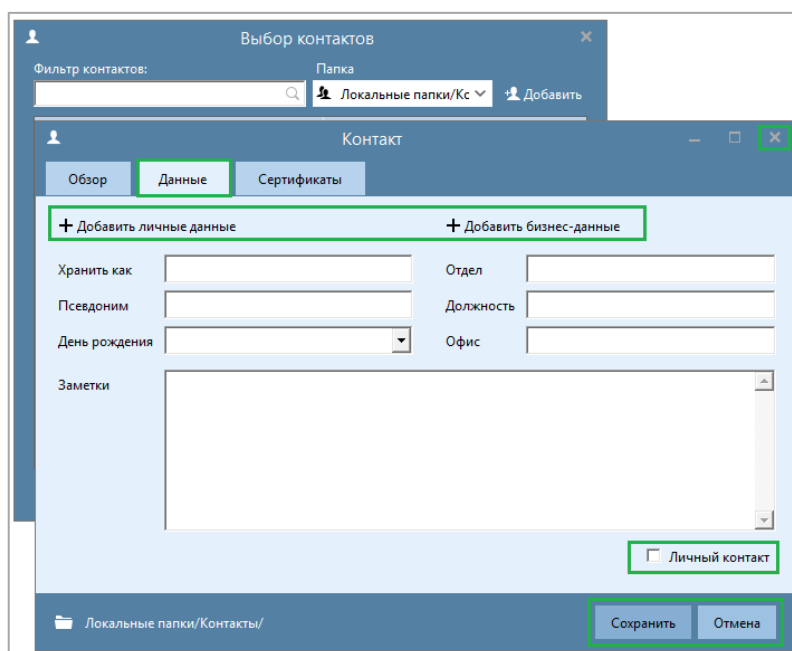 Выбор контактов
Фильтр контактов:
Папка
Локальные папки/Кс
Добавить
Контакт
Обзор
Данные
Сертификаты
Добавить личные данные
Добавить бизнес-данные
Хранить как
Отдел
Псевдоним
Должность
День рождения
Офис
Заметки
Личный контакт
Локальные папки/Контакты/
Сохранить
Отмена